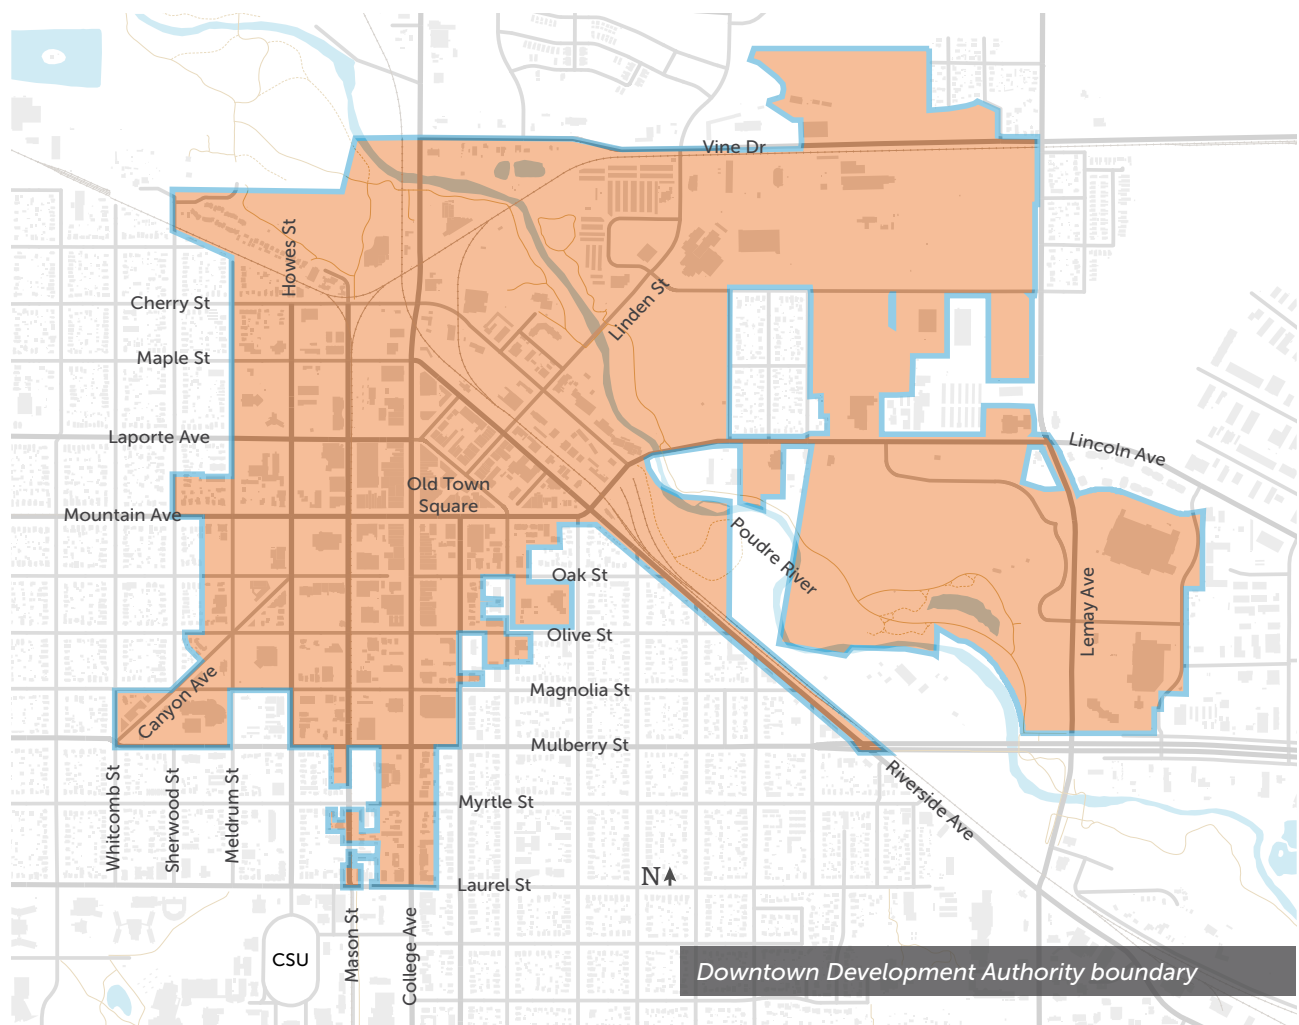 Vine Dr
Howes St
Cherry St
Linden St
Maple St
Laporte Ave
Lincoln Ave
Old Town
Square
Mountain Ave
Poudre River
Oak St
Lemay Ave
Olive St
Canyon Ave
Magnolia St
Mulberry St
Whitcomb St
Sherwood St
Meldrum St
Riverside Ave
Myrtle St
Laurel St
N
Mason St
College Ave
CSU
Downtown Development Authority boundary